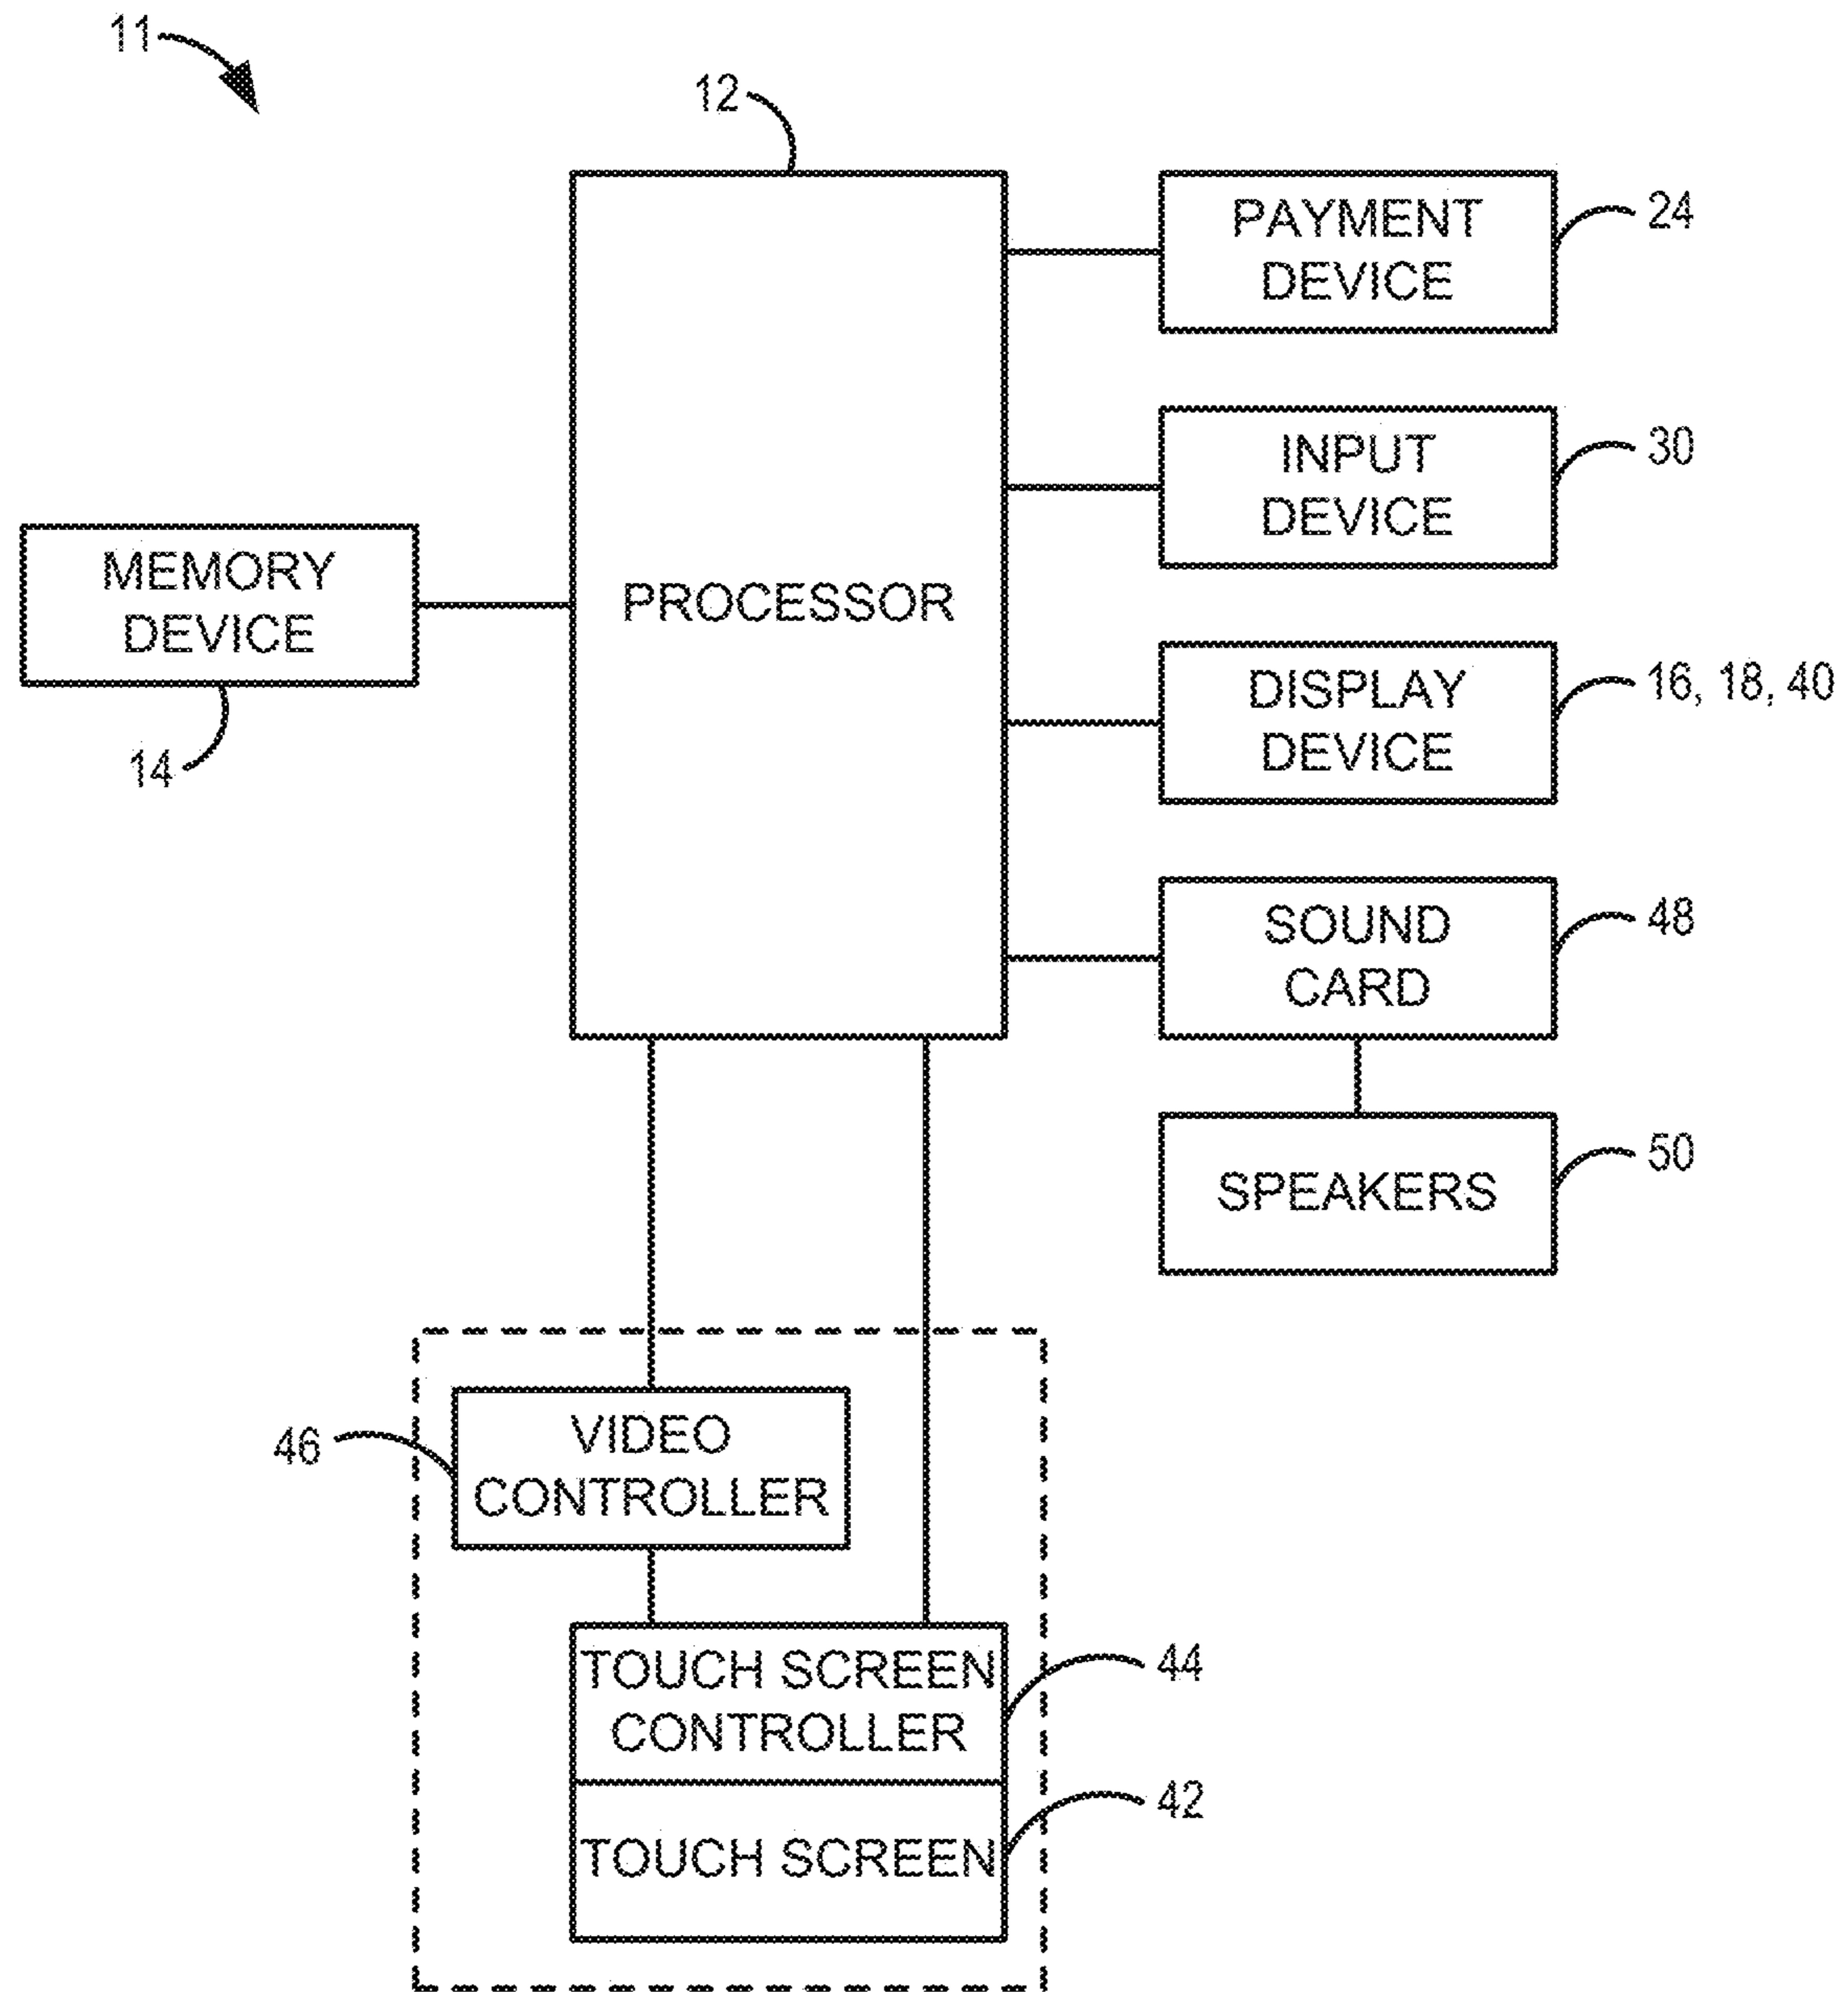 11
12
PAYMENT
DEVICE
24
INPUT
DEVICE
30
MEMORY
DEVICE
14
PROCESSOR
DISPLAY
DEVICE
16, 18, 40
SOUND
CARD
48
SPEAKERS
50
46
VIDEO
CONTROLLER
TOUCH SCREEN
CONTROLLER
44
TOUCH SCREEN
42